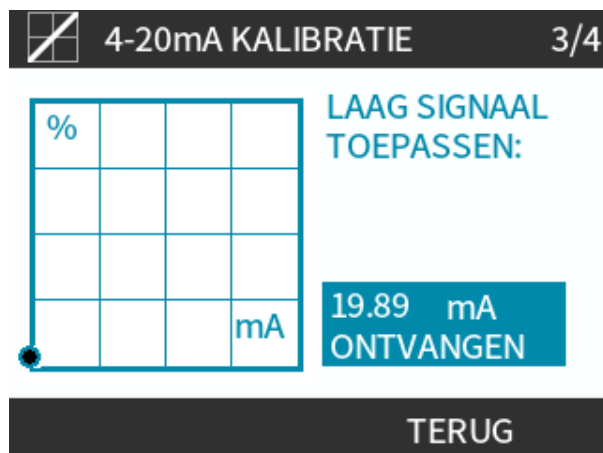 4-20mA KALIBRATIE 3/4
%
mA
LAAG SIGNAAL
TOEPASSEN:
19.89 mA
ONTVANGEN
TERUG